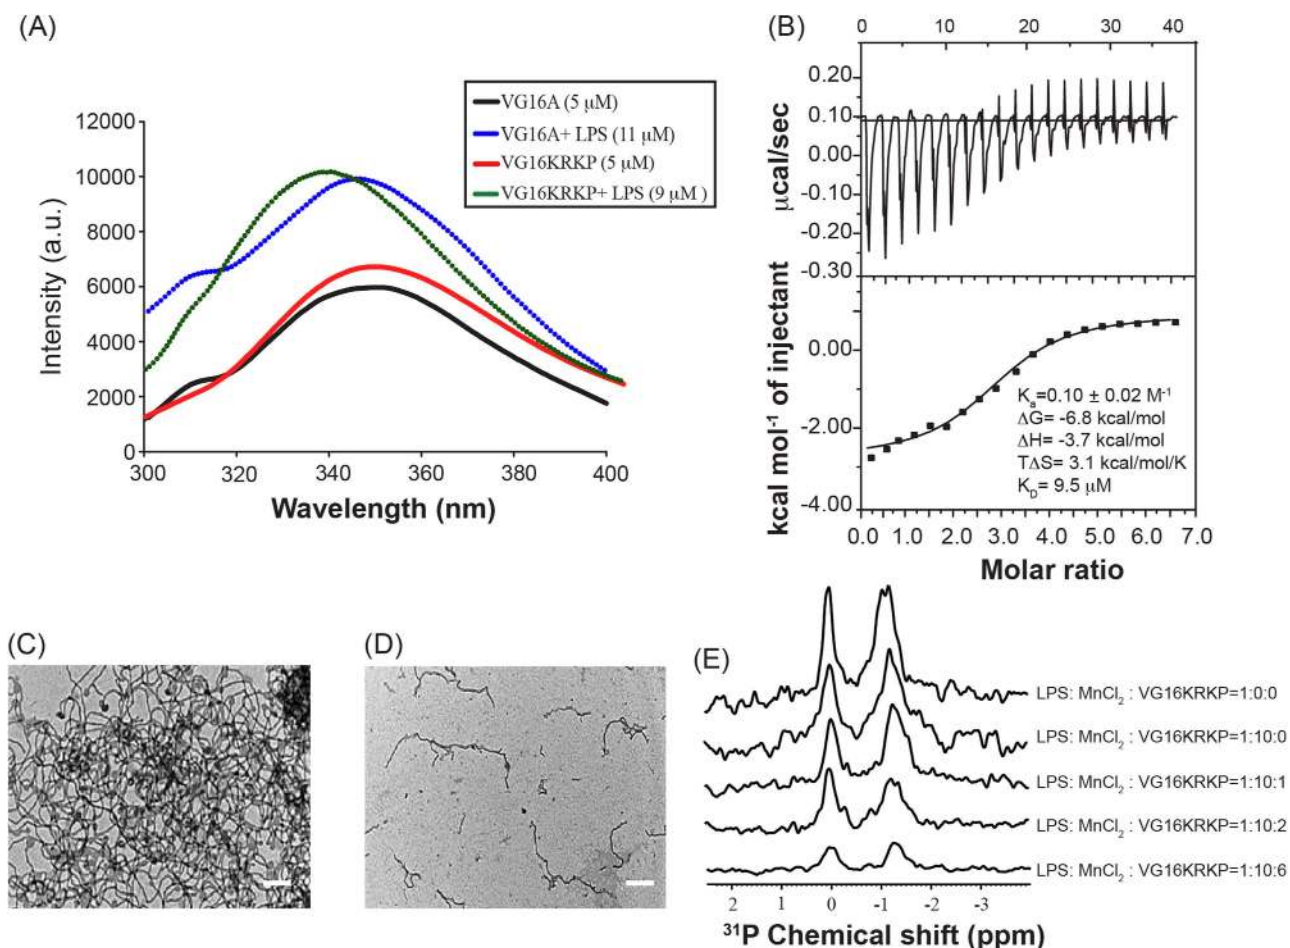 (A)
VG16A (5 μM)
VG16A+ LPS (11 μM)
VG16KRKP (5 μM)
VG16KRKP+ LPS (9 μM )
12000
10000
8000
6000
4000
2000
0
Intensity (a.u.)
300 320 340 360 380 400
Wavelength (nm)
(B)
0 10 20 30 40
0.20
0.10
0.00
-0.10
-0.20
-0.30
μcal/sec
0.00
-2.00
-4.00
kcal mol⁻¹ of injectant
Kₐ=0.10 ± 0.02 M⁻¹
ΔG= -6.8 kcal/mol
ΔH= -3.7 kcal/mol
TΔS= 3.1 kcal/mol/K
K_D= 9.5 μM
0.0 1.0 2.0 3.0 4.0 5.0 6.0 7.0
Molar ratio
(C)
(D)
(E)
LPS: MnCl₂ : VG16KRKP=1:0:0
LPS: MnCl₂ : VG16KRKP=1:10:0
LPS: MnCl₂ : VG16KRKP=1:10:1
LPS: MnCl₂ : VG16KRKP=1:10:2
LPS: MnCl₂ : VG16KRKP=1:10:6
2 1 0 -1 -2 -3
³¹P Chemical shift (ppm)